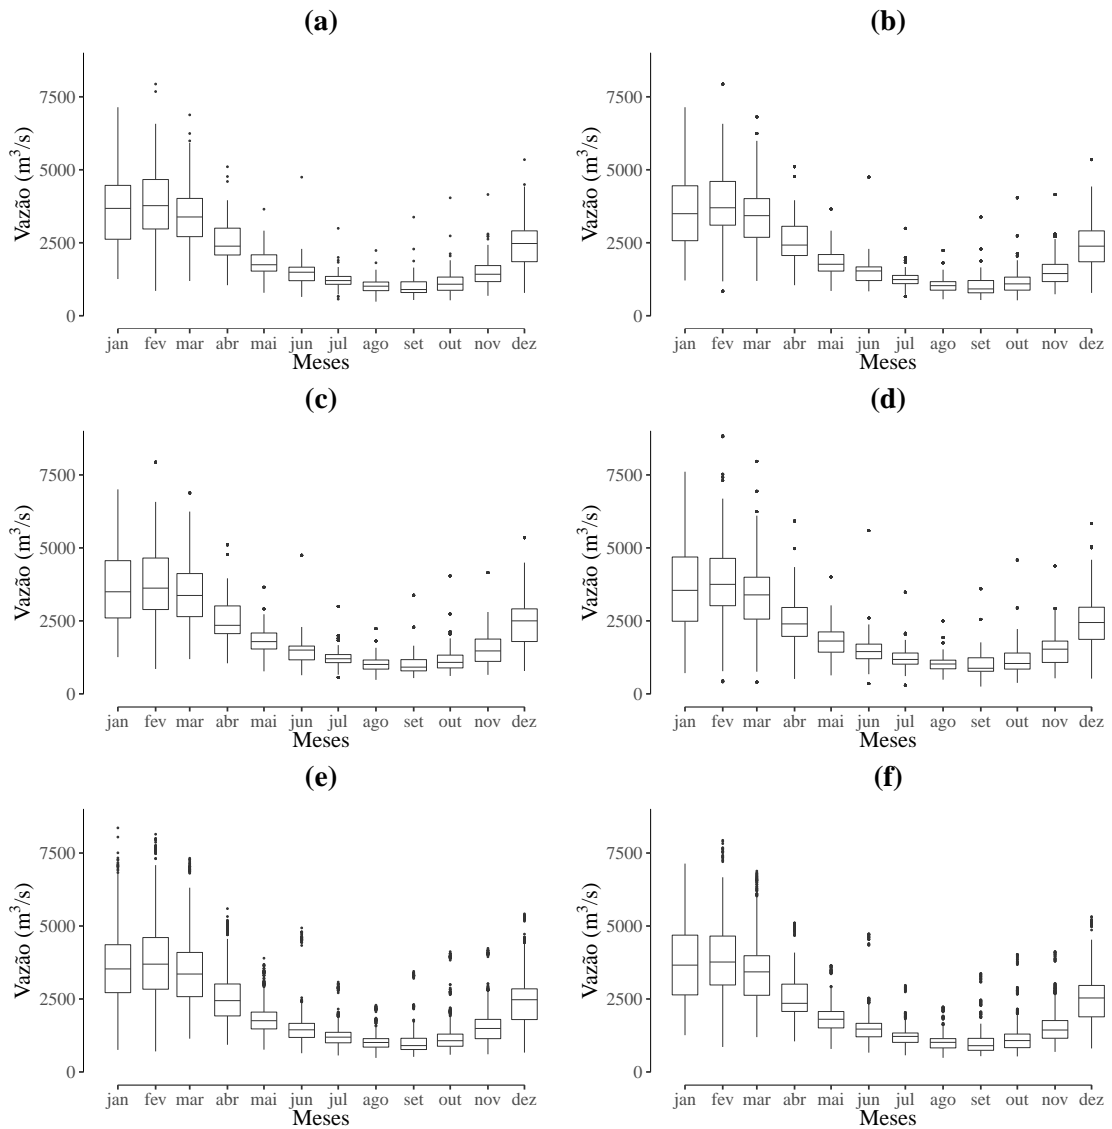 (a)
Vazão (m³/s)
7500
5000
2500
0
jan fev mar abr mai jun jul ago set out nov dez
Meses
(b)
Vazão (m³/s)
7500
5000
2500
0
jan fev mar abr mai jun jul ago set out nov dez
Meses
(c)
Vazão (m³/s)
7500
5000
2500
0
jan fev mar abr mai jun jul ago set out nov dez
Meses
(d)
Vazão (m³/s)
7500
5000
2500
0
jan fev mar abr mai jun jul ago set out nov dez
Meses
(e)
Vazão (m³/s)
7500
5000
2500
0
jan fev mar abr mai jun jul ago set out nov dez
Meses
(f)
Vazão (m³/s)
7500
5000
2500
0
jan fev mar abr mai jun jul ago set out nov dez
Meses